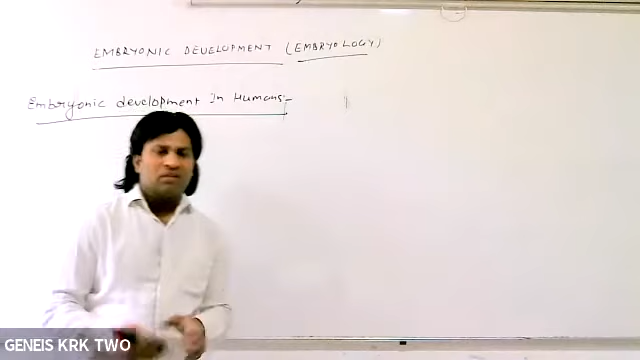 EMBRYONIC DEVELOPMENT (EMBRYOLOGY)
Embryonic development In Humans:-
GENEIS KRK TWO